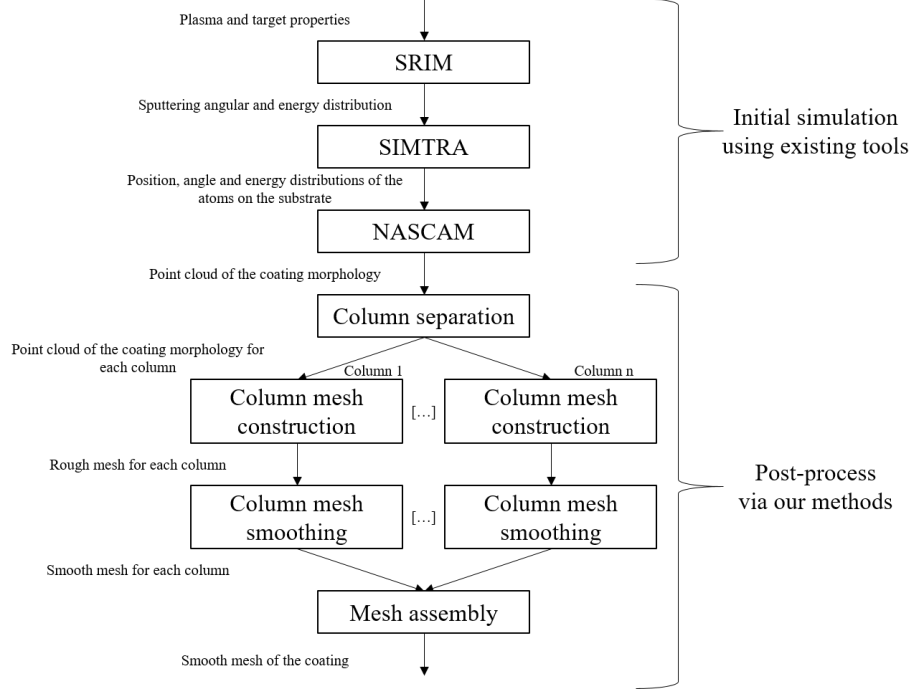 Plasma and target properties
SRIM
Sputtering angular and energy distribution
SIMTRA
Position, angle and energy distributions of the
atoms on the substrate
NASCAM
Initial simulation
using existing tools
Point cloud of the coating morphology
Column separation
Point cloud of the coating morphology for
each column
Column 1
Column n
Column mesh
construction
[…]
Column mesh
construction
Rough mesh for each column
Column mesh
smoothing
[…]
Column mesh
smoothing
Post-process
via our methods
Smooth mesh for each column
Mesh assembly
Smooth mesh of the coating